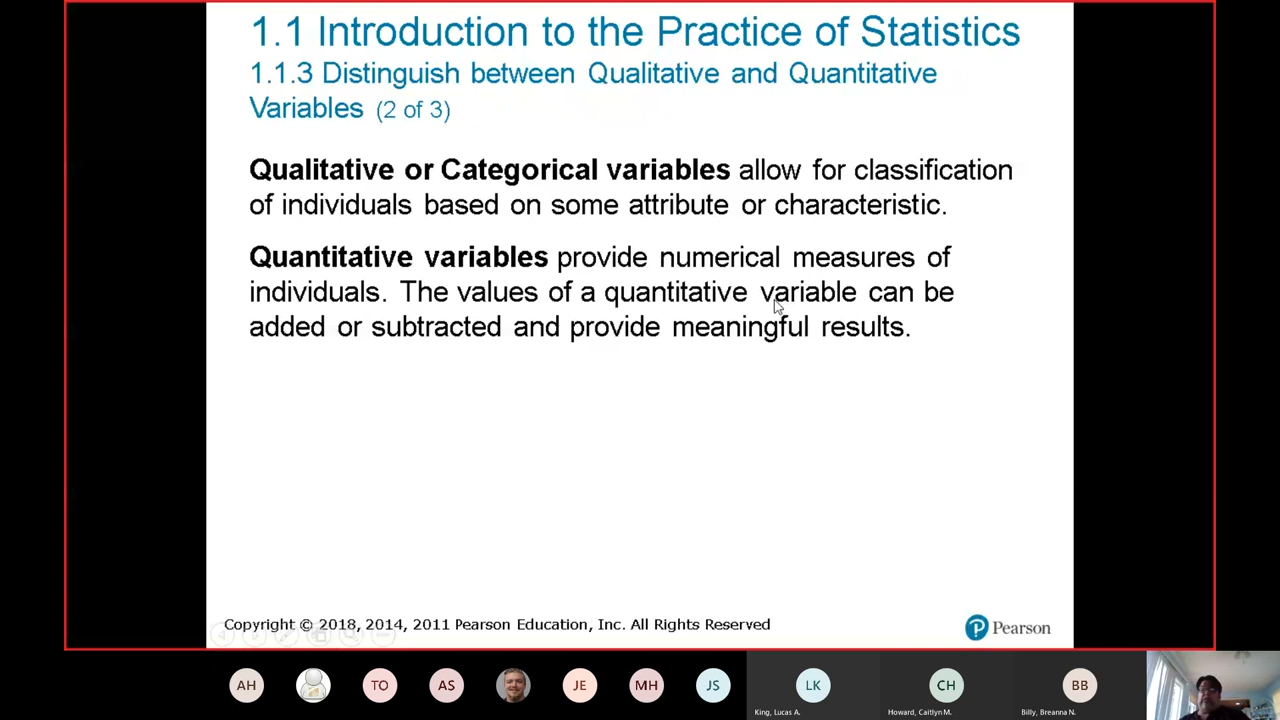 1.1 Introduction to the Practice of Statistics
1.1.3 Distinguish between Qualitative and Quantitative
Variables (2 of 3)
Qualitative or Categorical variables allow for classification
of individuals based on some attribute or characteristic.
Quantitative variables provide numerical measures of
individuals. The values of a quantitative variable can be
added or subtracted and provide meaningful results.
Copyright © 2018, 2014, 2011 Pearson Education, Inc. All Rights Reserved
P Pearson
AH TO AS JE MH JS LK CH BB
King, Lucas A. Howard, Caitlyn M. Billy, Breanna N.